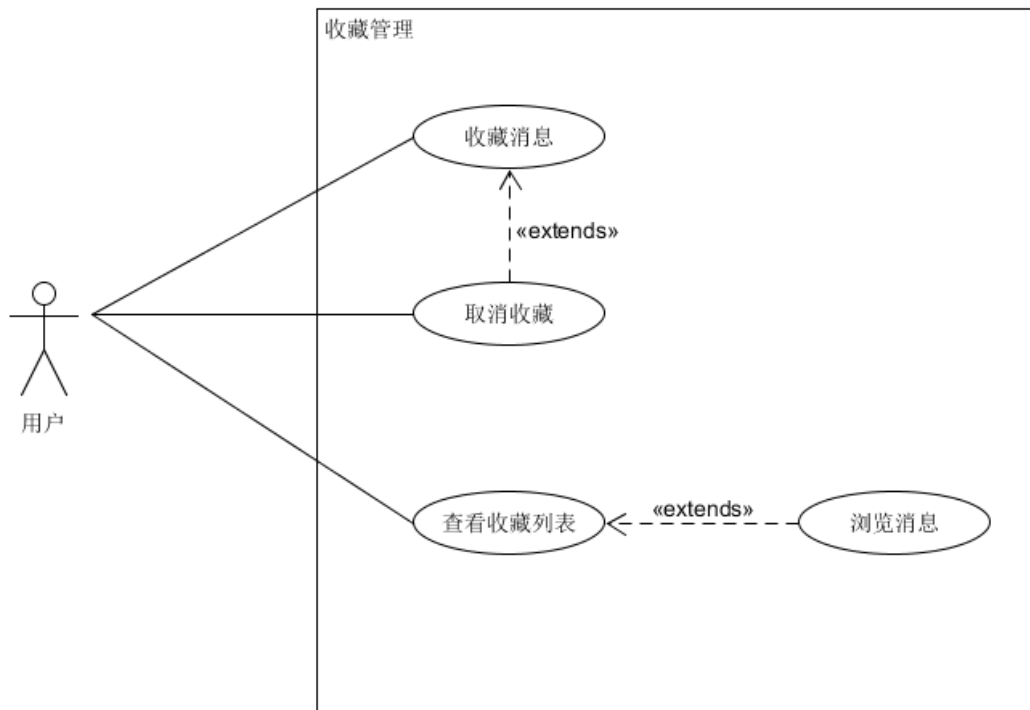 收藏管理
收藏消息
«extends»
取消收藏
用户
查看收藏列表
«extends»
浏览消息